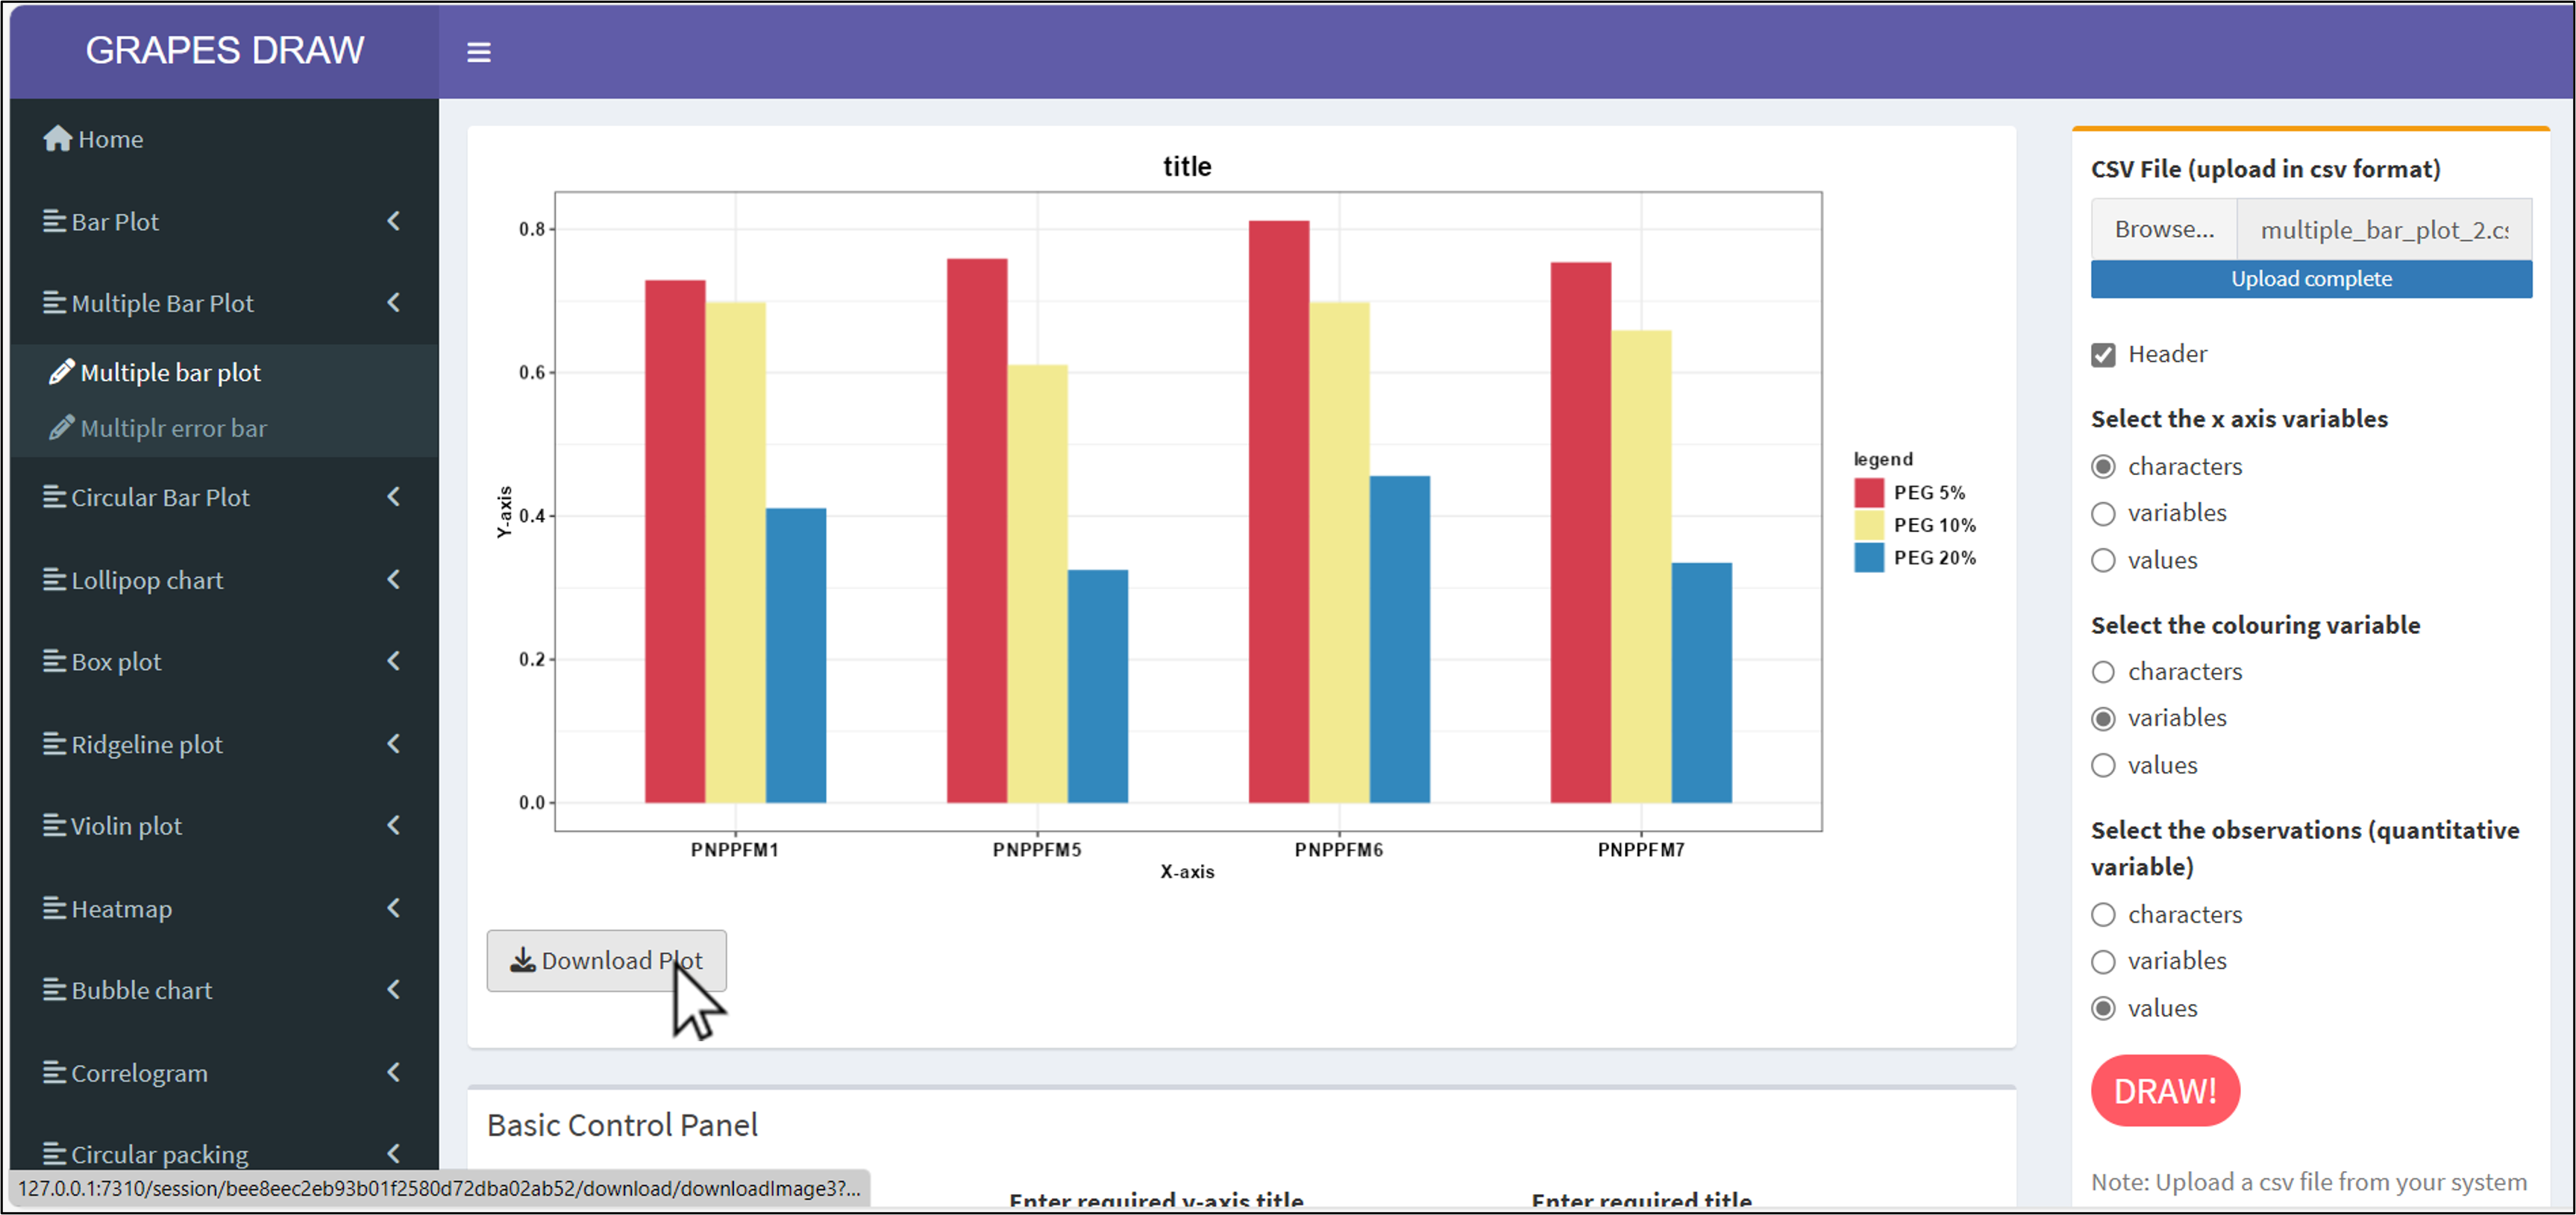 GRAPES DRAW
Home
Bar Plot
Multiple Bar Plot
Multiple bar plot
Multiplr error bar
Circular Bar Plot
Lollipop chart
Box plot
Ridgeline plot
Violin plot
Heatmap
Bubble chart
Correlogram
Circular packing
127.0.0.1:7310/session/bee8eec2eb93b01f2580d72dba02ab52/download/downloadImage3?...
title
0.8
0.6
0.4
0.2
0.0
Y-axis
PNPPFM1 PNPPFM5 PNPPFM6 PNPPFM7
X-axis
legend
PEG 5%
PEG 10%
PEG 20%
Download Plot
Basic Control Panel
Enter required y-axis title Enter required title
CSV File (upload in csv format)
Browse... multiple_bar_plot_2.cs
Upload complete
Header
Select the x axis variables
characters
variables
values
Select the colouring variable
characters
variables
values
Select the observations (quantitative
variable)
characters
variables
values
DRAW!
Note: Upload a csv file from your system